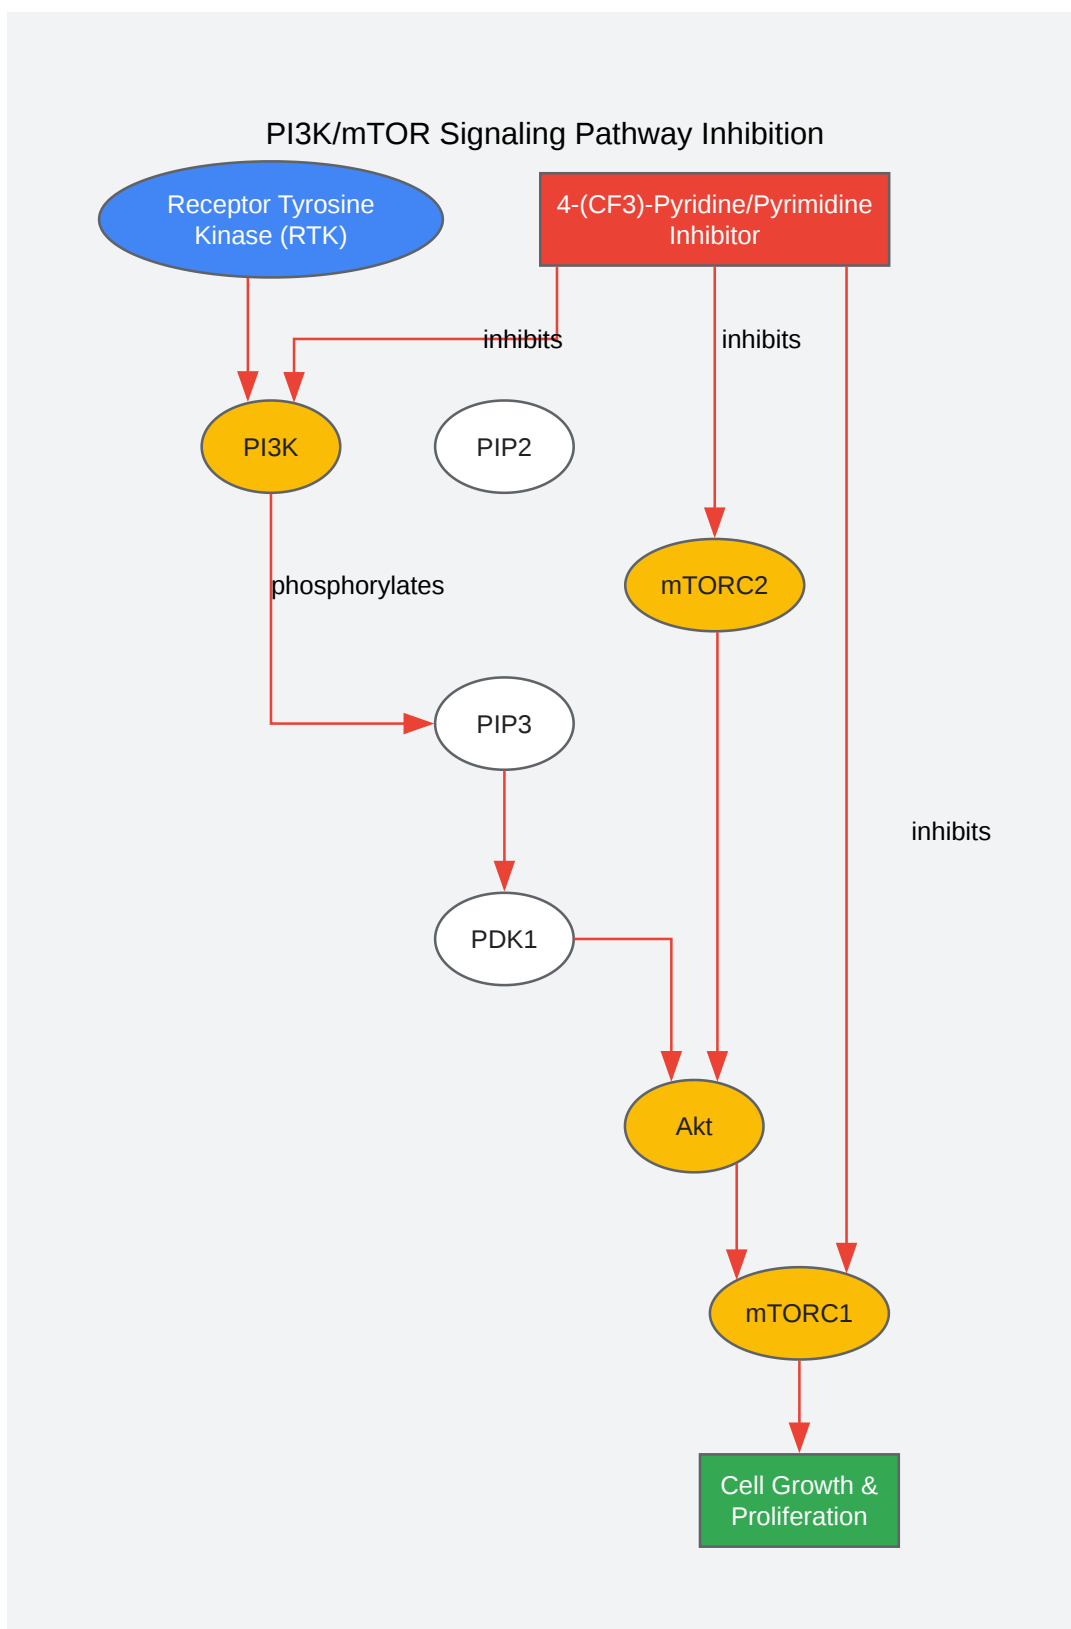 PI3K/mTOR Signaling Pathway Inhibition
Receptor Tyrosine
Kinase (RTK)
4-(CF3)-Pyridine/Pyrimidine
Inhibitor
inhibits
inhibits
PI3K
PIP2
phosphorylates
mTORC2
PIP3
inhibits
PDK1
Akt
mTORC1
Cell Growth &
Proliferation